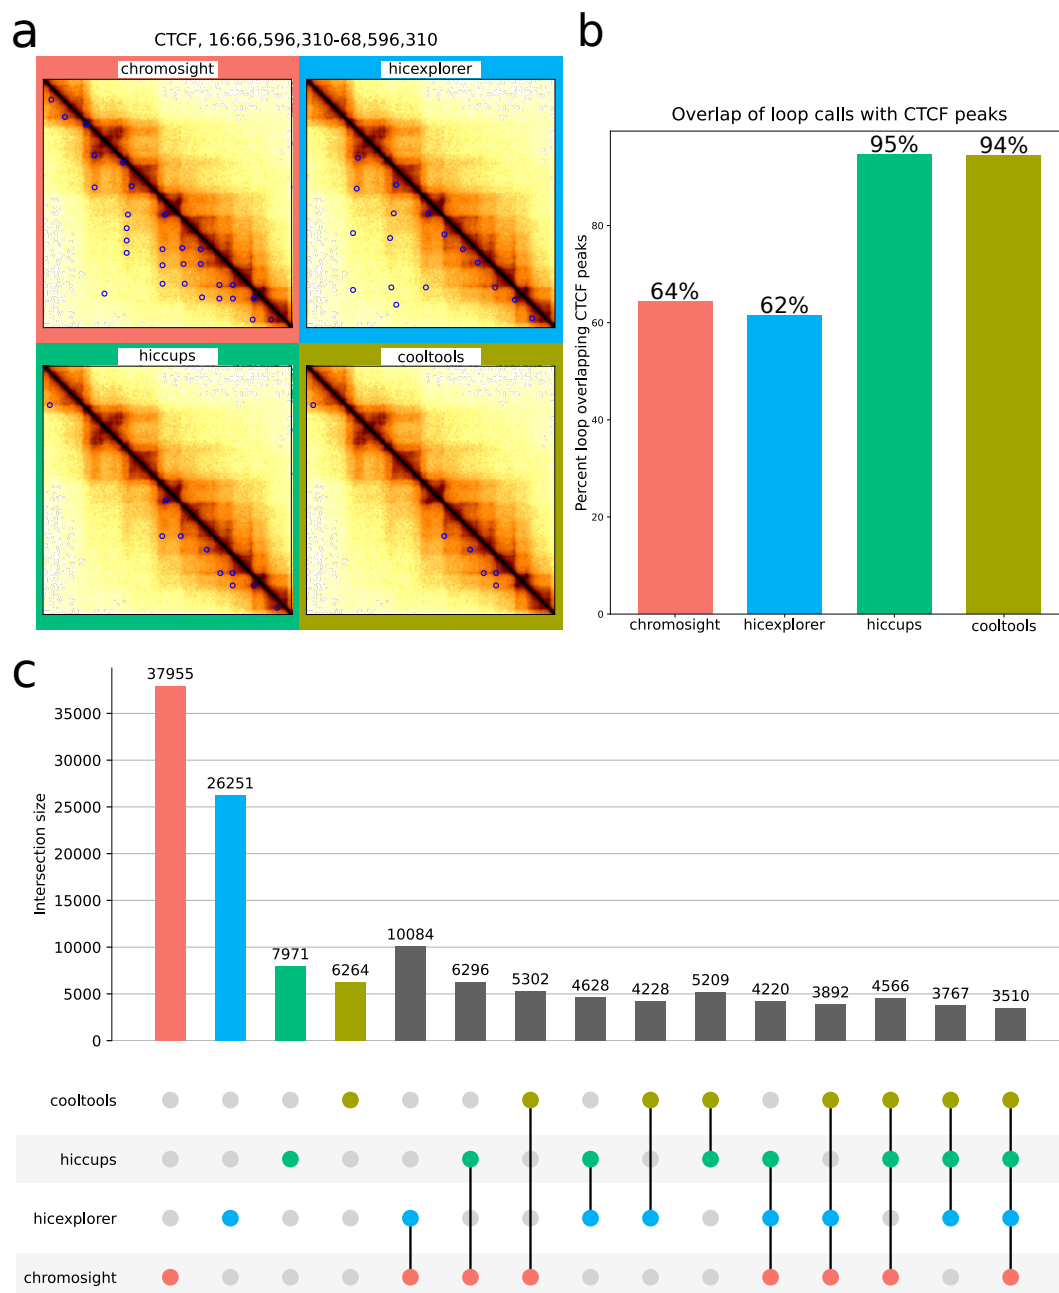 a
CTCF, 16:66,596,310-68,596,310
chromosight
hicexplorer
hiccups
cooltools
b
Overlap of loop calls with CTCF peaks
Percent loop overlapping CTCF peaks
80
60
40
20
0
64%
62%
95%
94%
chromosight
hicexplorer
hiccups
cooltools
c
Intersection size
35000
30000
25000
20000
15000
10000
5000
0
37955
26251
7971
6264
10084
6296
5302
4628
4228
5209
4220
3892
4566
3767
3510
cooltools
hiccups
hicexplorer
chromosight